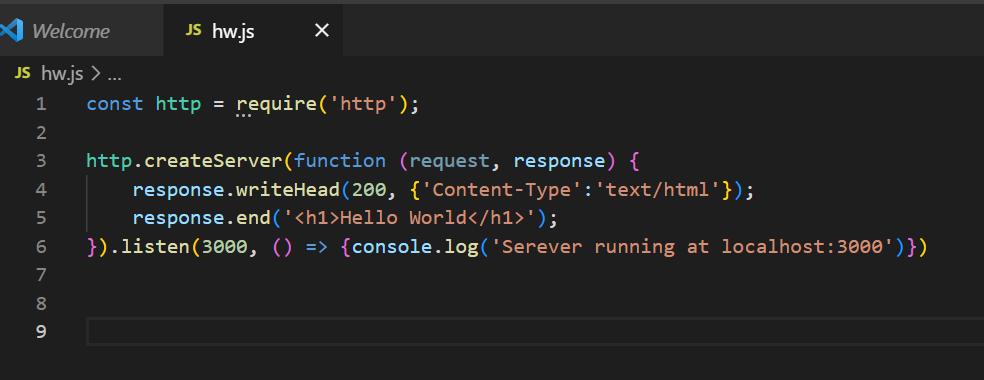 Welcome
JS hw.js ×
JS hw.js > ...
1 const http = require('http');
2
3 http.createServer(function (request, response) {
4     response.writeHead(200, {'Content-Type':'text/html'});
5     response.end('<h1>Hello World</h1>');
6 }).listen(3000, () => {console.log('Serever running at localhost:3000')})
7
8
9